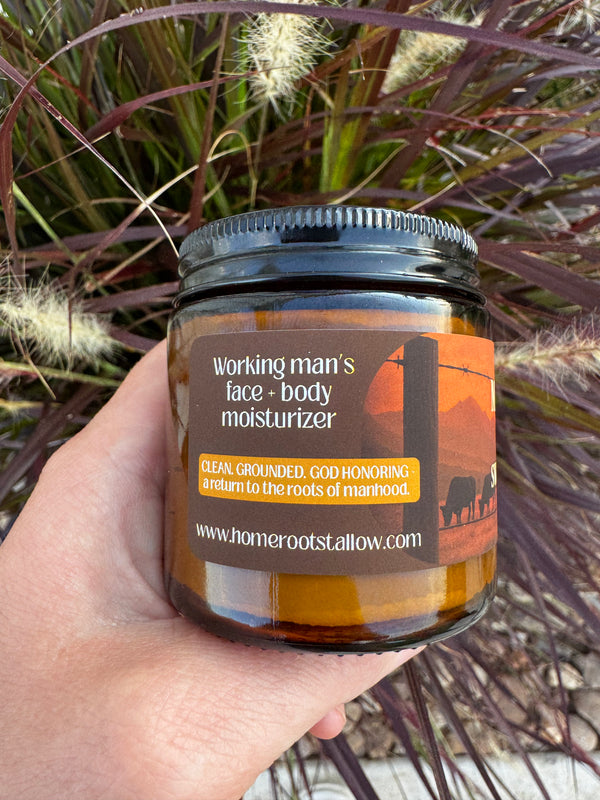 Working man's
face + body
moisturizer
CLEAN. GROUNDED. GOD HONORING -
a return to the roots of manhood.
www.homerootstallow.com